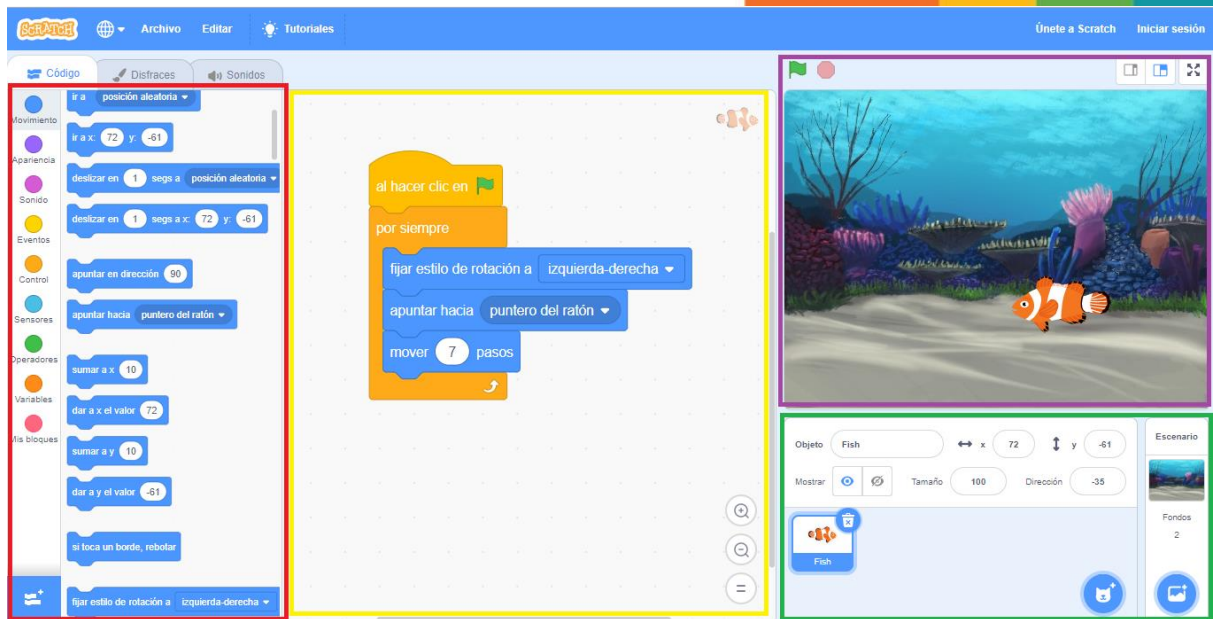 SCRATCH Archivo Editar Tutoriales Únete a Scratch Iniciar sesión
Código Disfraces Sonidos
Movimiento
Apariencia
Sonido
Eventos
Control
Sensores
Operadores
Variables
Mis bloques
ir a posición aleatoria
ir a x: 72 y: -61
deslizar en 1 segs a posición aleatoria
deslizar en 1 segs a x: 72 y: -61
apuntar en dirección 90
apuntar hacia puntero del ratón
sumar a x 10
dar a x el valor 72
sumar a y 10
dar a y el valor -61
si toca un borde, rebotar
fijar estilo de rotación a izquierda-derecha
al hacer clic en
por siempre
fijar estilo de rotación a izquierda-derecha
apuntar hacia puntero del ratón
mover 7 pasos
Objeto Fish x 72 y -61
Mostrar Tamaño 100 Dirección -35
Fish
Escenario
Fondos
2